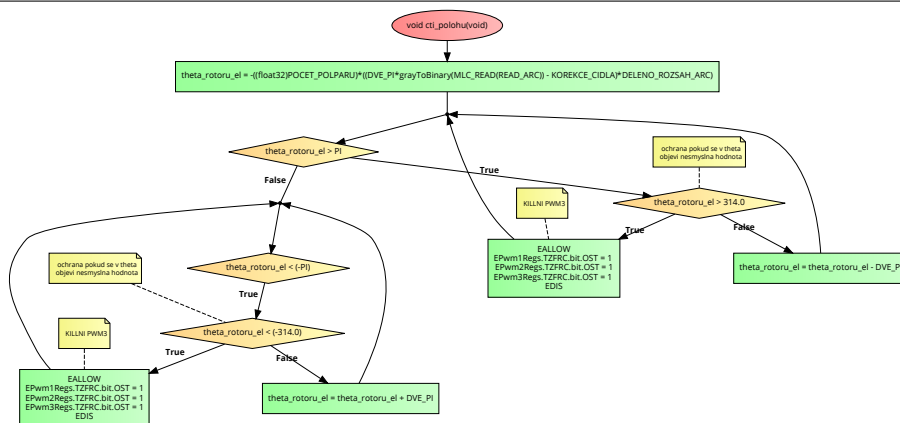 void cti_polohu(void)
theta_rotoru_el = -((float32)POCET_POLPARU)*((DVE_PI*grayToBinary(MLC_READ(READ_ARC)) - KOREKCE_CIDLA)*DELENO_ROZSAH_ARC)
theta_rotoru_el > PI
True
False
ochrana pokud se v theta
objevi nesmyslna hodnota
theta_rotoru_el > 314.0
KILLNI PWM3
True
False
EALLOW
EPwm1Regs.TZFRC.bit.OST = 1
EPwm2Regs.TZFRC.bit.OST = 1
EPwm3Regs.TZFRC.bit.OST = 1
EDIS
theta_rotoru_el = theta_rotoru_el - DVE_P
theta_rotoru_el < (-PI)
True
ochrana pokud se v theta
objevi nesmyslna hodnota
theta_rotoru_el < (-314.0)
KILLNI PWM3
True
False
EALLOW
EPwm1Regs.TZFRC.bit.OST = 1
EPwm2Regs.TZFRC.bit.OST = 1
EPwm3Regs.TZFRC.bit.OST = 1
EDIS
theta_rotoru_el = theta_rotoru_el + DVE_PI